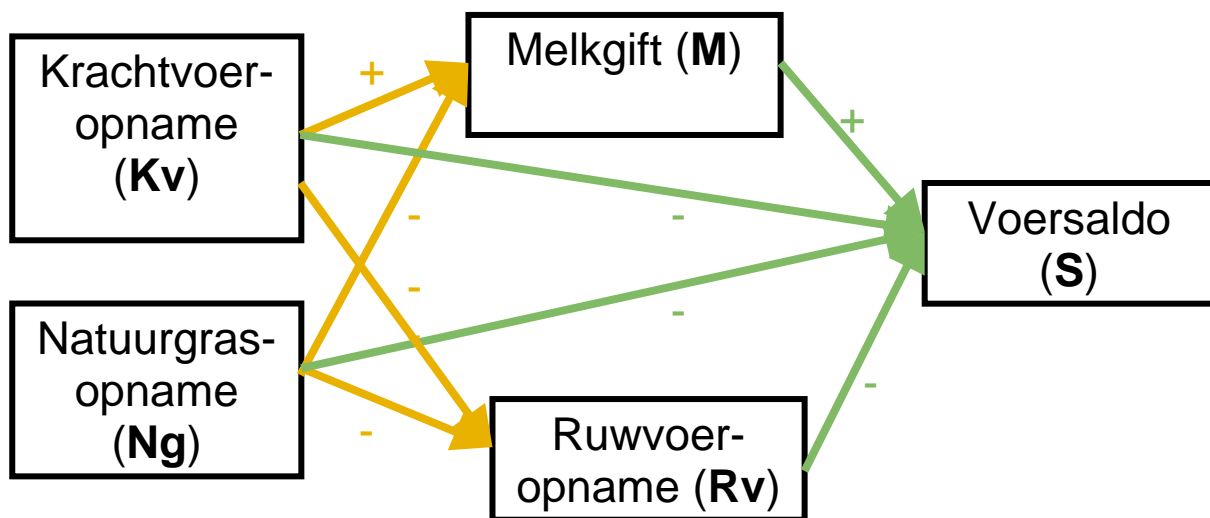 Krachtvoer-
opname
(Kv)
Melkgift (M)
Natuurgras-
opname
(Ng)
Ruwvoer-
opname (Rv)
Voersaldo
(S)
+
-
-
-
-
-
+
-